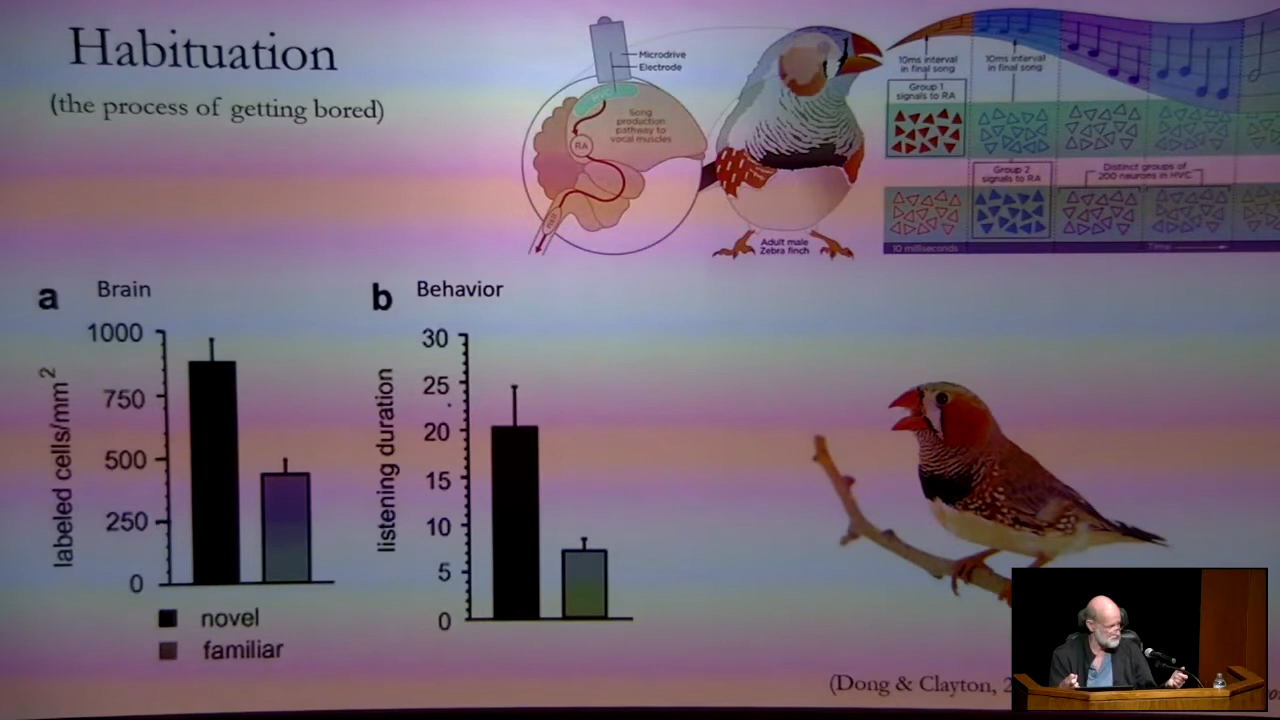 Habituation
(the process of getting bored)
Microdrive
Electrode
HVC
Song
production
pathway to
vocal muscles
RA
Adult male
Zebra finch
10ms interval
in final song
10ms interval
in final song
Group 1
signals to RA
Group 2
signals to RA
Distinct groups of
200 neurons in HVC
10 milliseconds
Time
a Brain
1000
750
500
250
0
labeled cells/mm2
novel
familiar
b Behavior
30
25
20
15
10
5
0
listening duration
(Dong & Clayton, 2